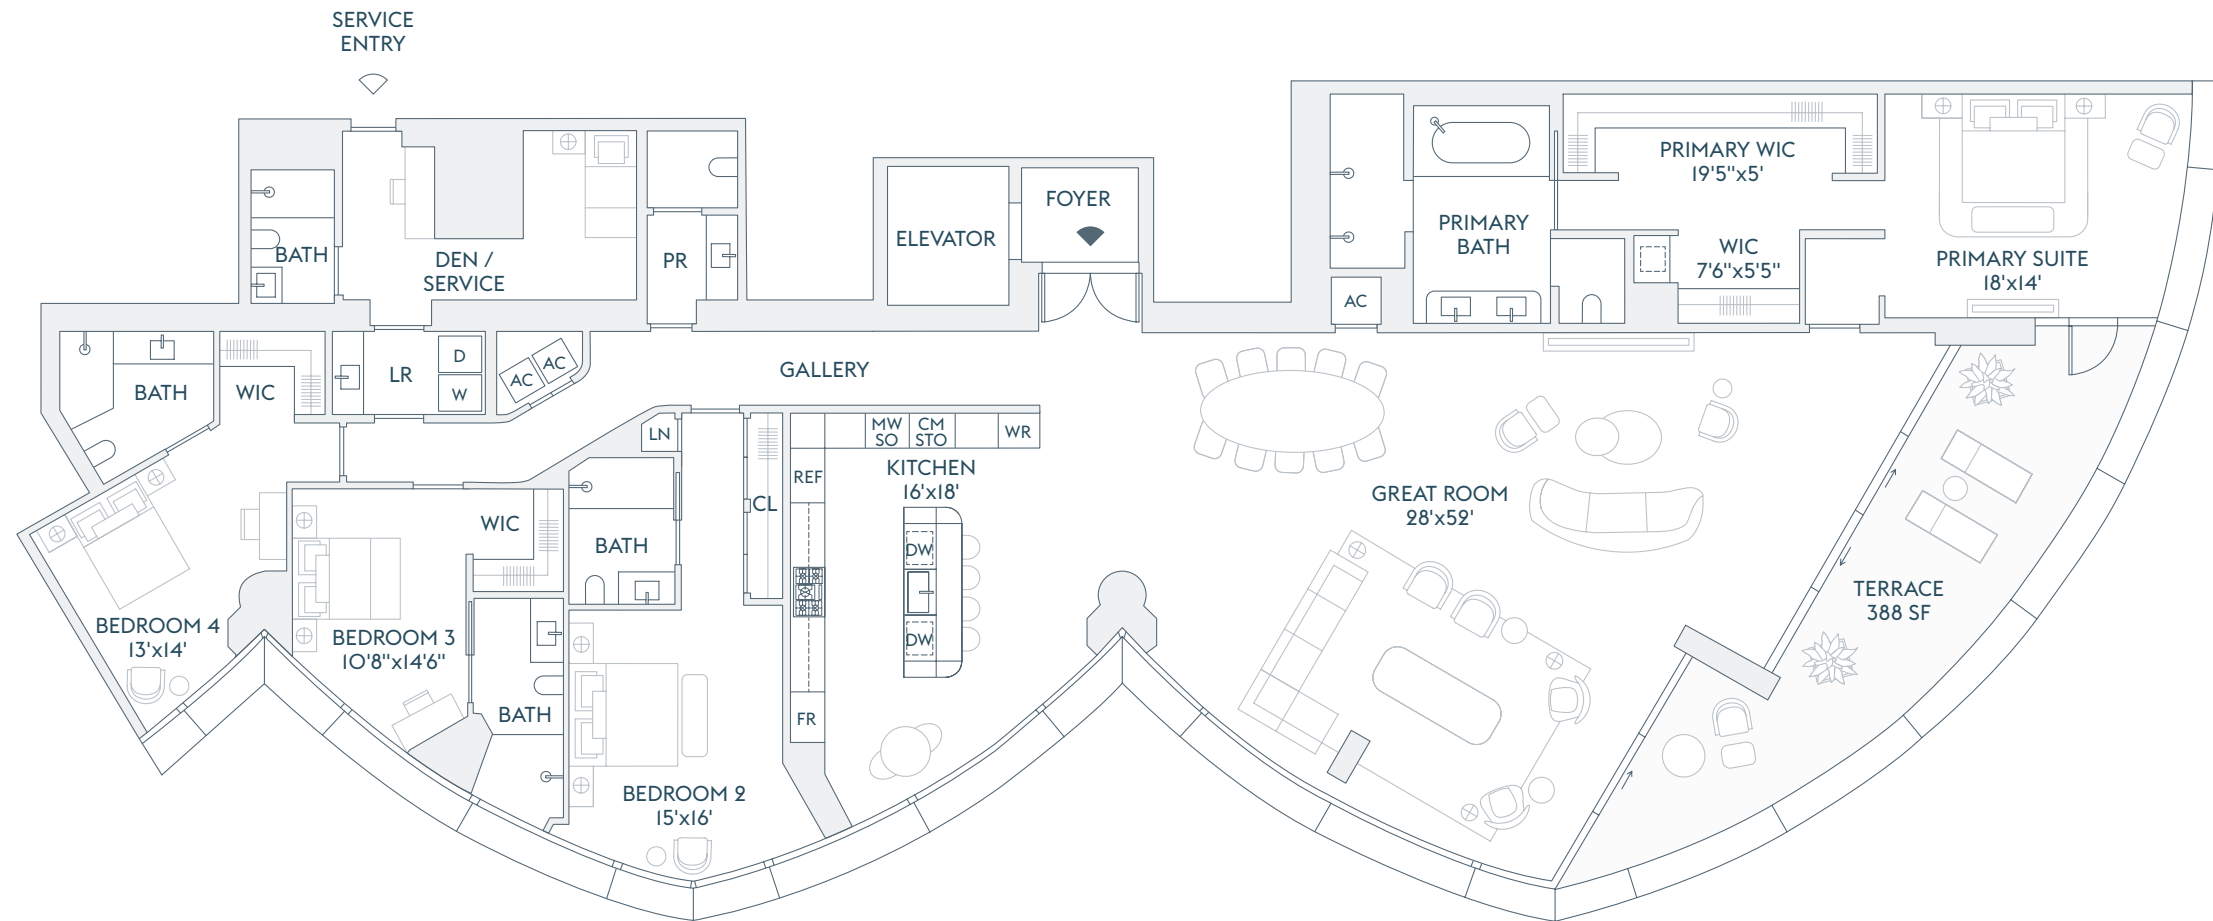 SERVICE
ENTRY
BATH
DEN /
SERVICE
PR
ELEVATOR
FOYER
PRIMARY
BATH
AC
PRIMARY WIC
19'5"x5'
WIC
7'6"x5'5"
PRIMARY SUITE
18'x14'
BATH
WIC
LR
D
W
AC
AC
GALLERY
LN
CL
MW
SO
CM
STO
WR
REF
KITCHEN
16'x18'
DW
DW
FR
GREAT ROOM
28'x52'
TERRACE
388 SF
WIC
BATH
BEDROOM 4
13'x14'
BEDROOM 3
10'8"x14'6"
BATH
BEDROOM 2
15'x16'